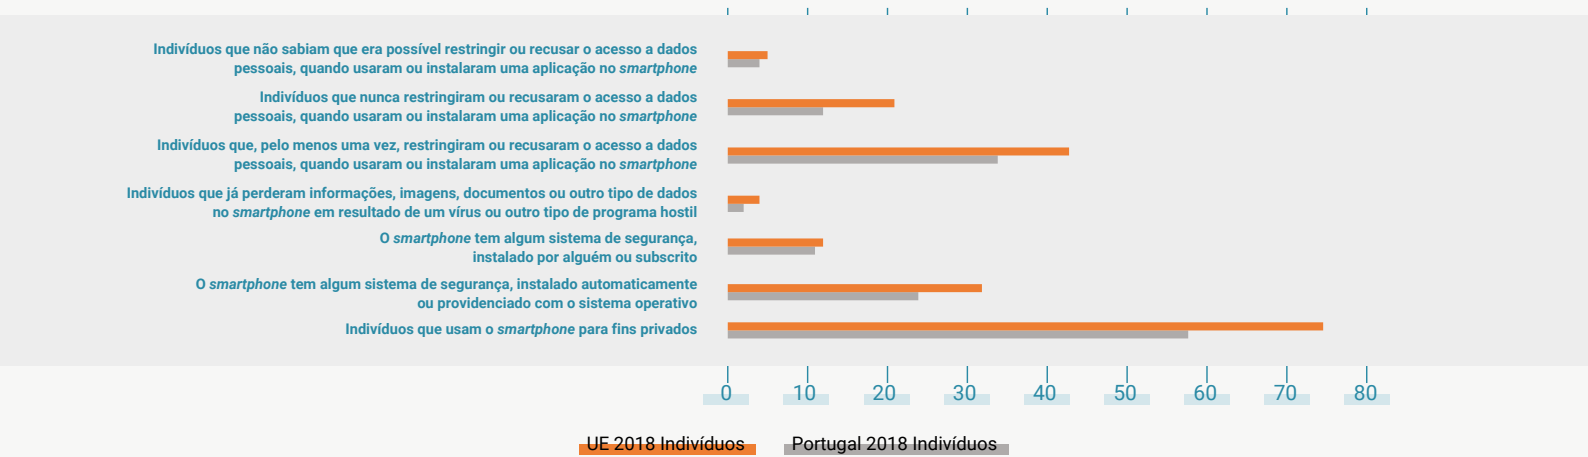 Indivíduos que não sabiam que era possível restringir ou recusar o acesso a dados
pessoais, quando usaram ou instalaram uma aplicação no smartphone
Indivíduos que nunca restringiram ou recusaram o acesso a dados
pessoais, quando usaram ou instalaram uma aplicação no smartphone
Indivíduos que, pelo menos uma vez, restringiram ou recusaram o acesso a dados
pessoais, quando usaram ou instalaram uma aplicação no smartphone
Indivíduos que já perderam informações, imagens, documentos ou outro tipo de dados
no smartphone em resultado de um vírus ou outro tipo de programa hostil
O smartphone tem algum sistema de segurança,
instalado por alguém ou subscrito
O smartphone tem algum sistema de segurança, instalado automaticamente
ou providenciado com o sistema operativo
Indivíduos que usam o smartphone para fins privados
0 10 20 30 40 50 60 70 80
UE 2018 Indivíduos Portugal 2018 Indivíduos